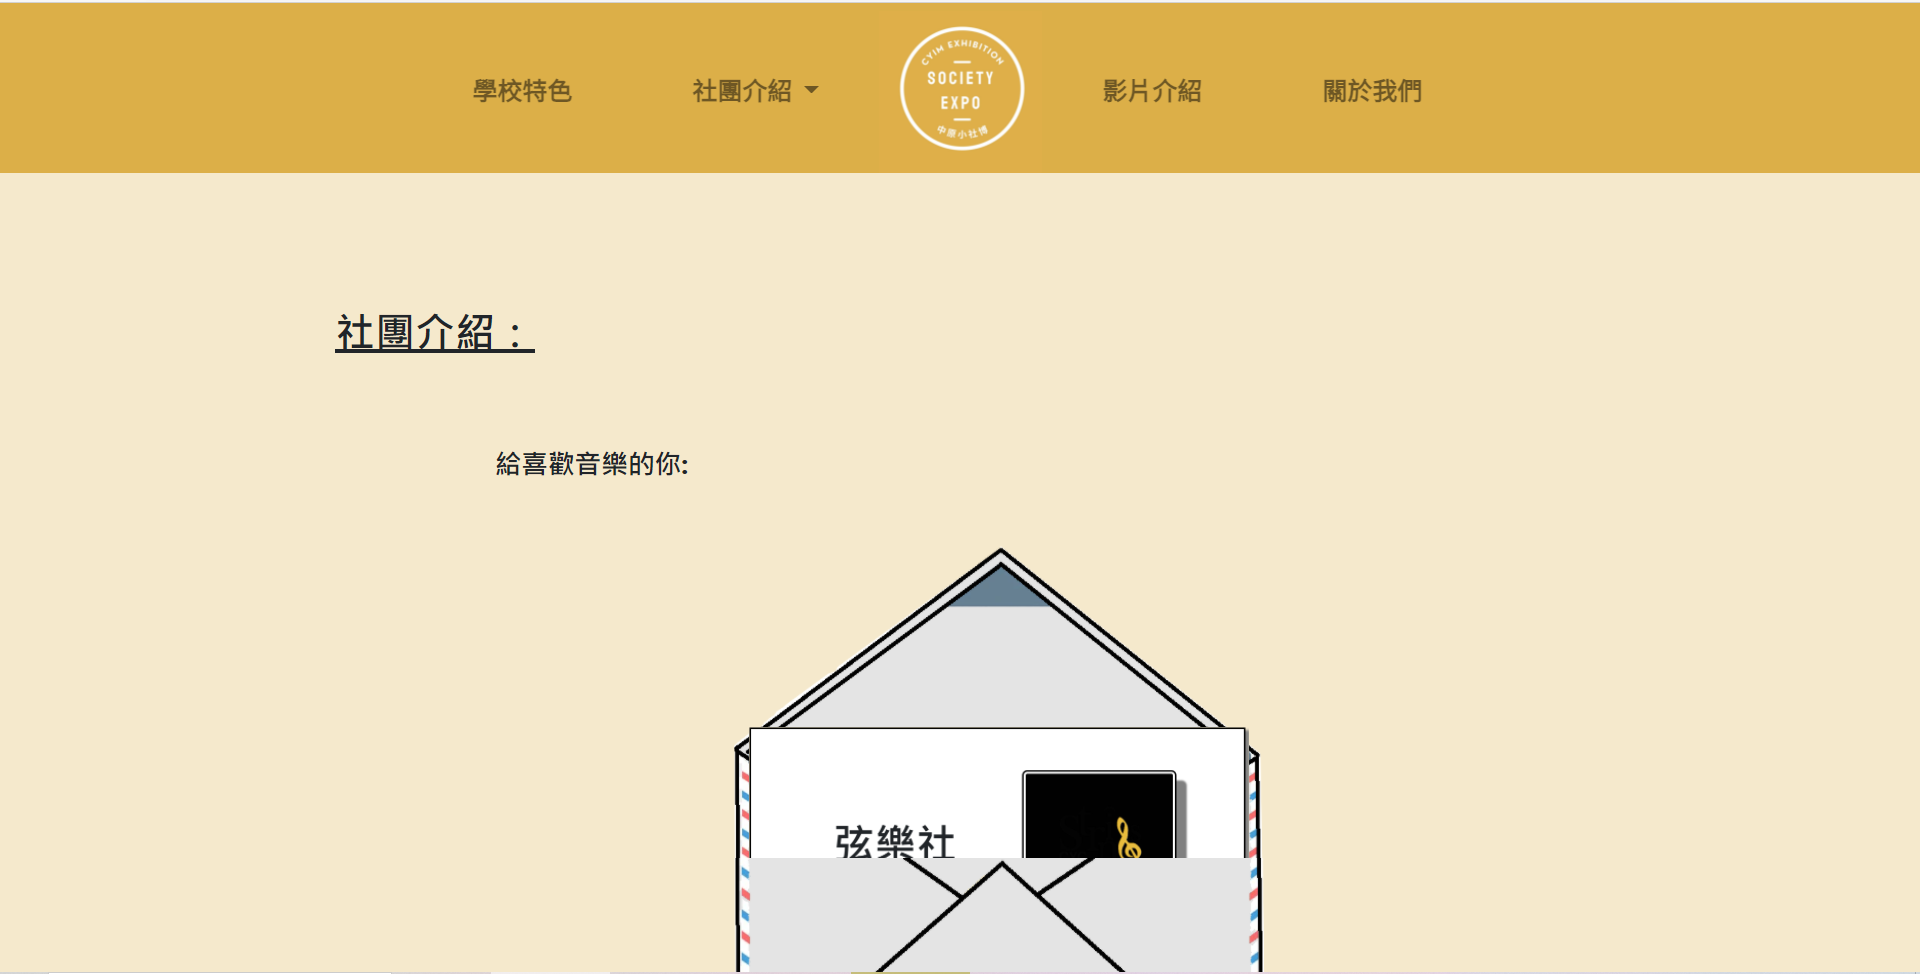 學校特色
社團介紹
CYIM EXHIBITION
SOCIETY
EXPO
中原小社博
影片介紹
關於我們
社團介紹：
給喜歡音樂的你:
弦樂社